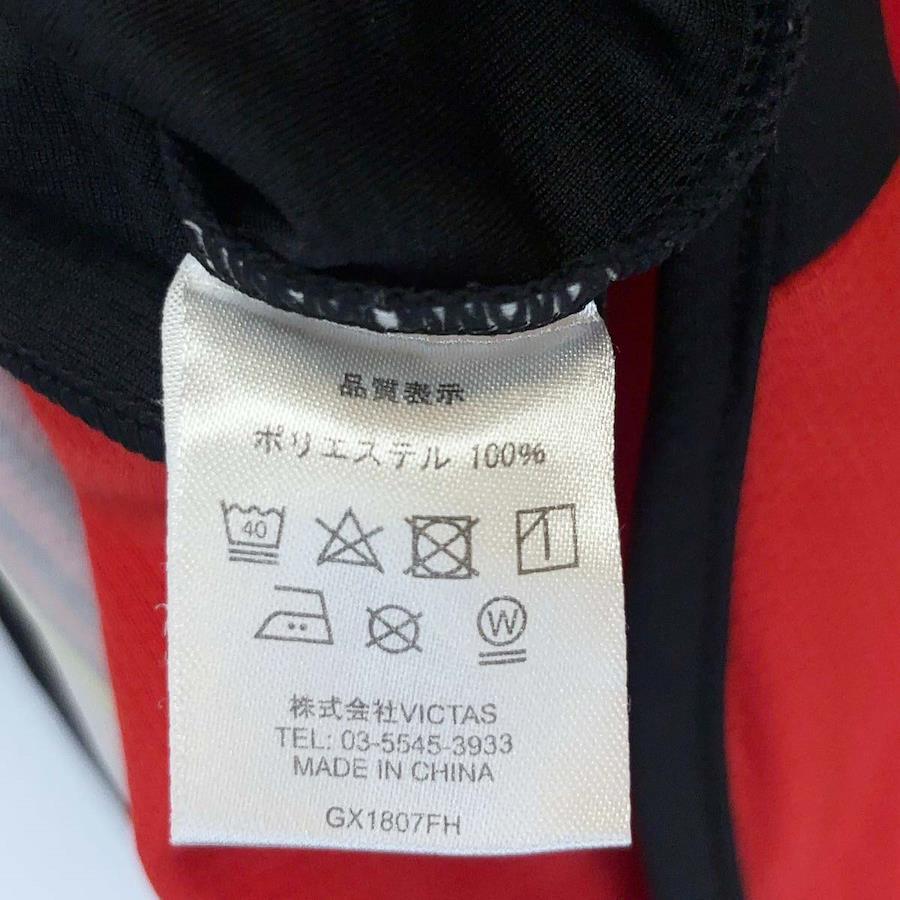 品質表示
ポリエステル 100%
40
W
株式会社VICTAS
TEL: 03-5545-3933
MADE IN CHINA
GX1807FH